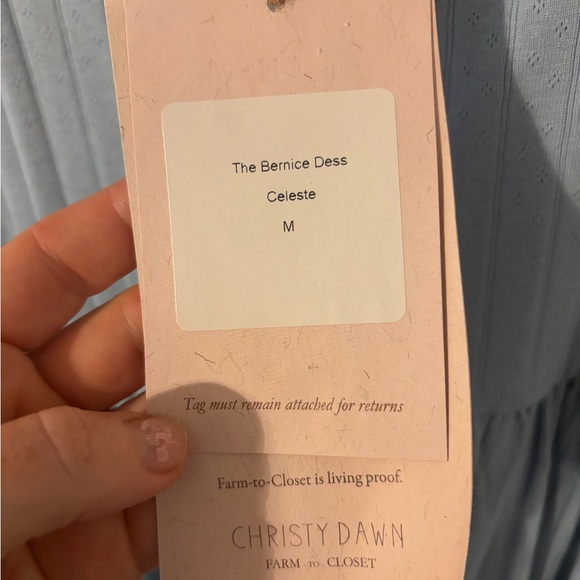 The Bernice Dess
Celeste
M
Tag must remain attached for returns
Farm-to-Closet is living proof.
CHRISTY DAWN
FARM TO CLOSET